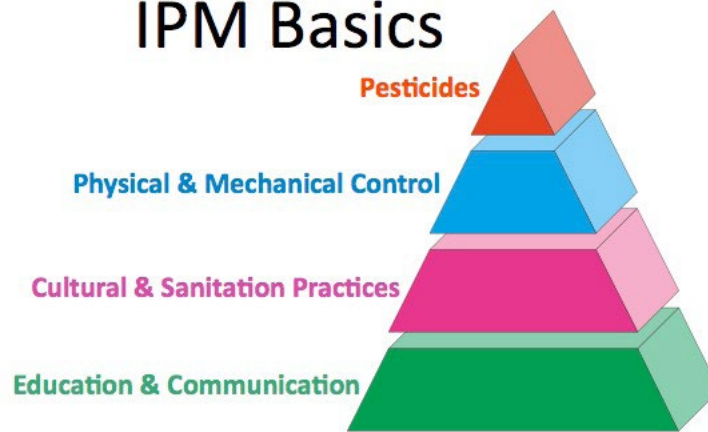 IPM Basics
Pesticides
Physical & Mechanical Control
Cultural & Sanitation Practices
Education & Communication